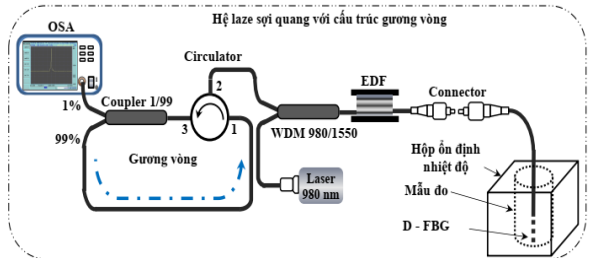 Hệ laze sợi quang với cấu trúc gương vòng
OSA
Circulator
EDF
Connector
1%
Coupler 1/99
2
3
1
WDM 980/1550
99%
Gương vòng
Laser
980 nm
Hộp ổn định
nhiệt độ
Mẫu đo
D - FBG